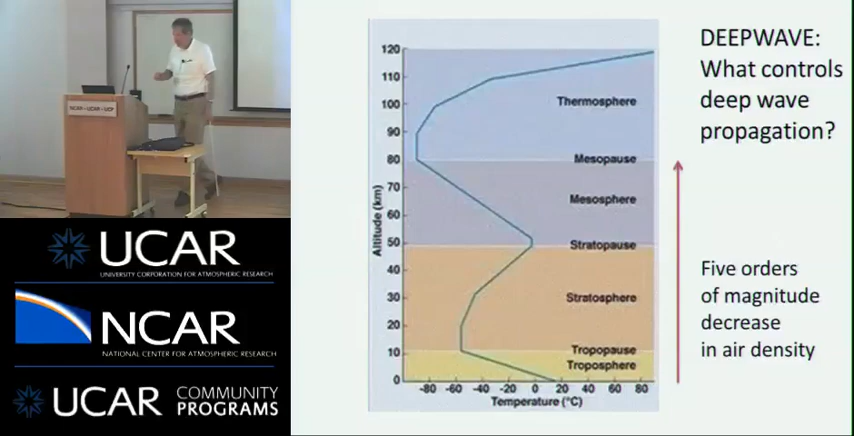 NCAR-UCAR-UCP
UCAR
UNIVERSITY CORPORATION FOR ATMOSPHERIC RESEARCH
NCAR
NATIONAL CENTER FOR ATMOSPHERIC RESEARCH
UCAR
COMMUNITY
PROGRAMS
120
110
100
90
80
70
60
50
40
30
20
10
0
Altitude (km)
Thermosphere
Mesopause
Mesosphere
Stratopause
Stratosphere
Tropopause
Troposphere
-80 -60 -40 -20 0 20 40 60 80
Temperature (°C)
DEEPWAVE:
What controls
deep wave
propagation?
Five orders
of magnitude
decrease
in air density